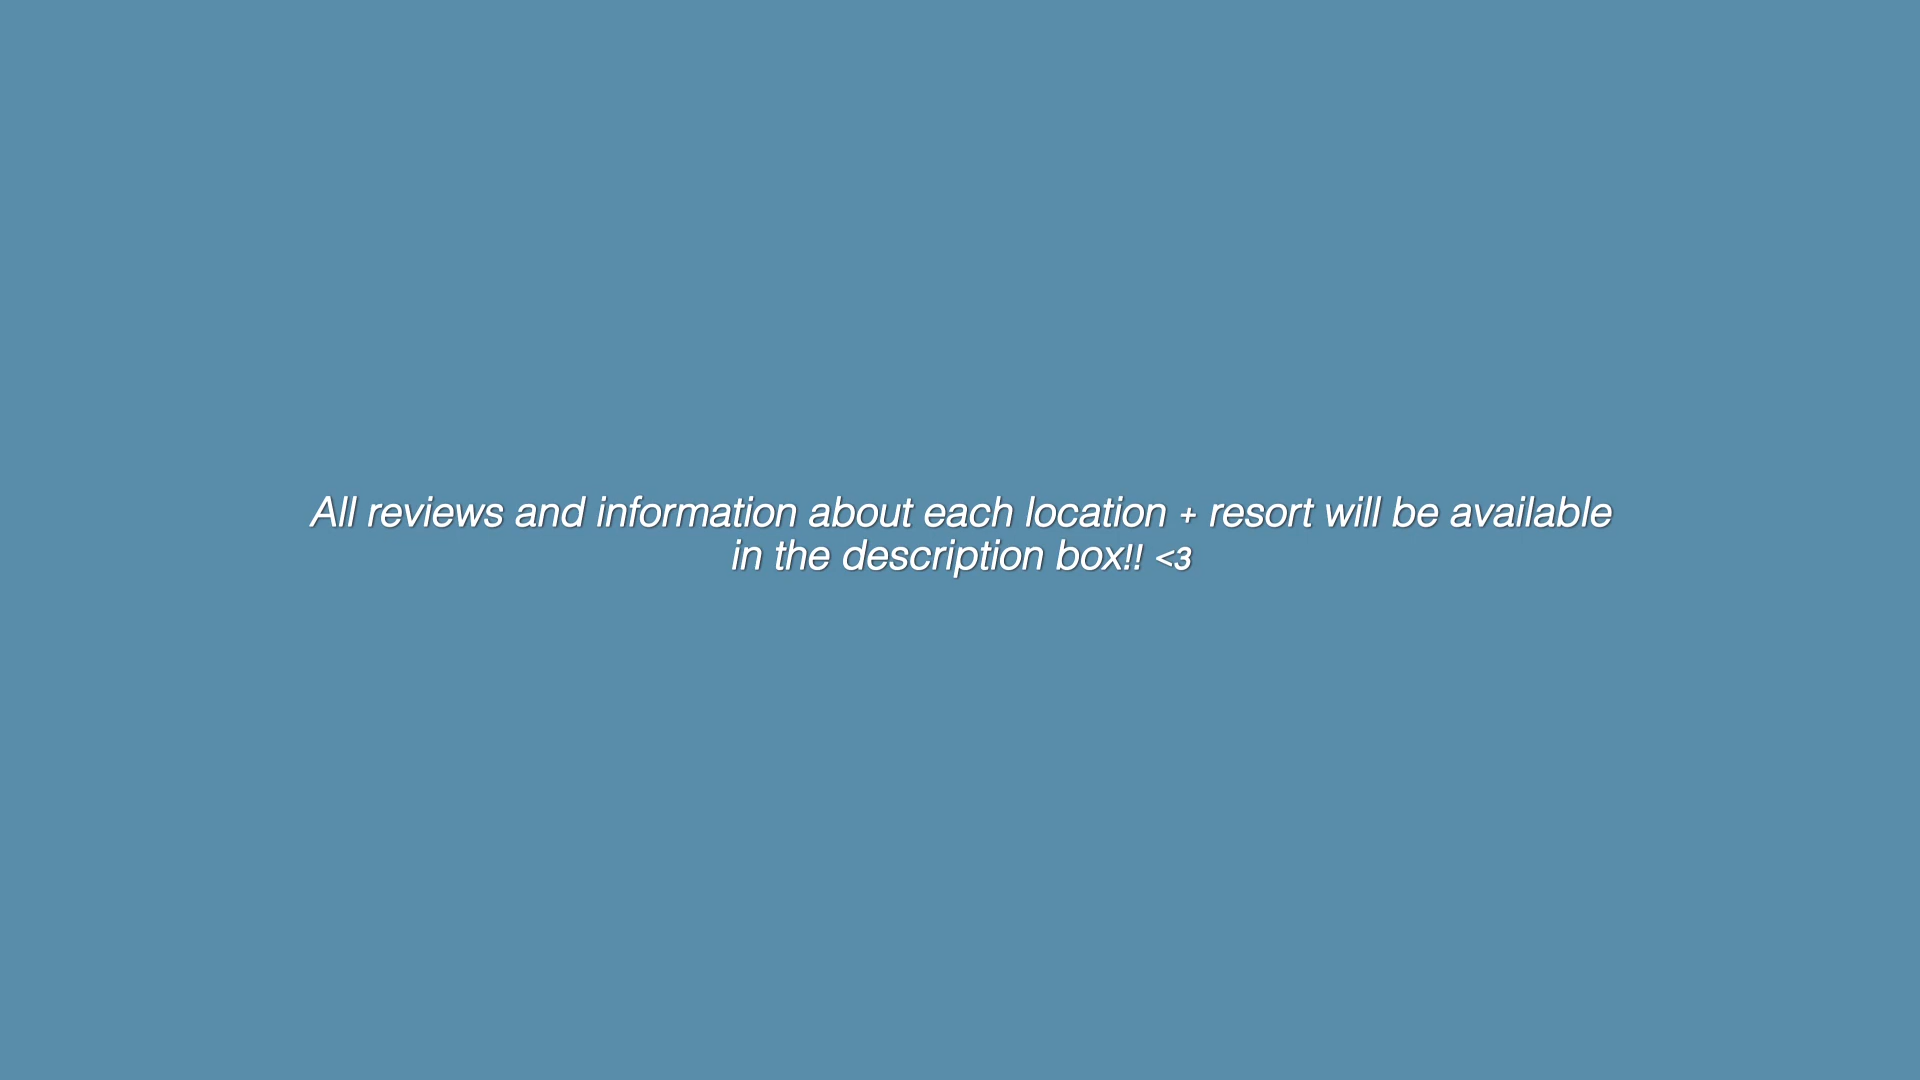 All reviews and information about each location + resort will be available
in the description box!! <3